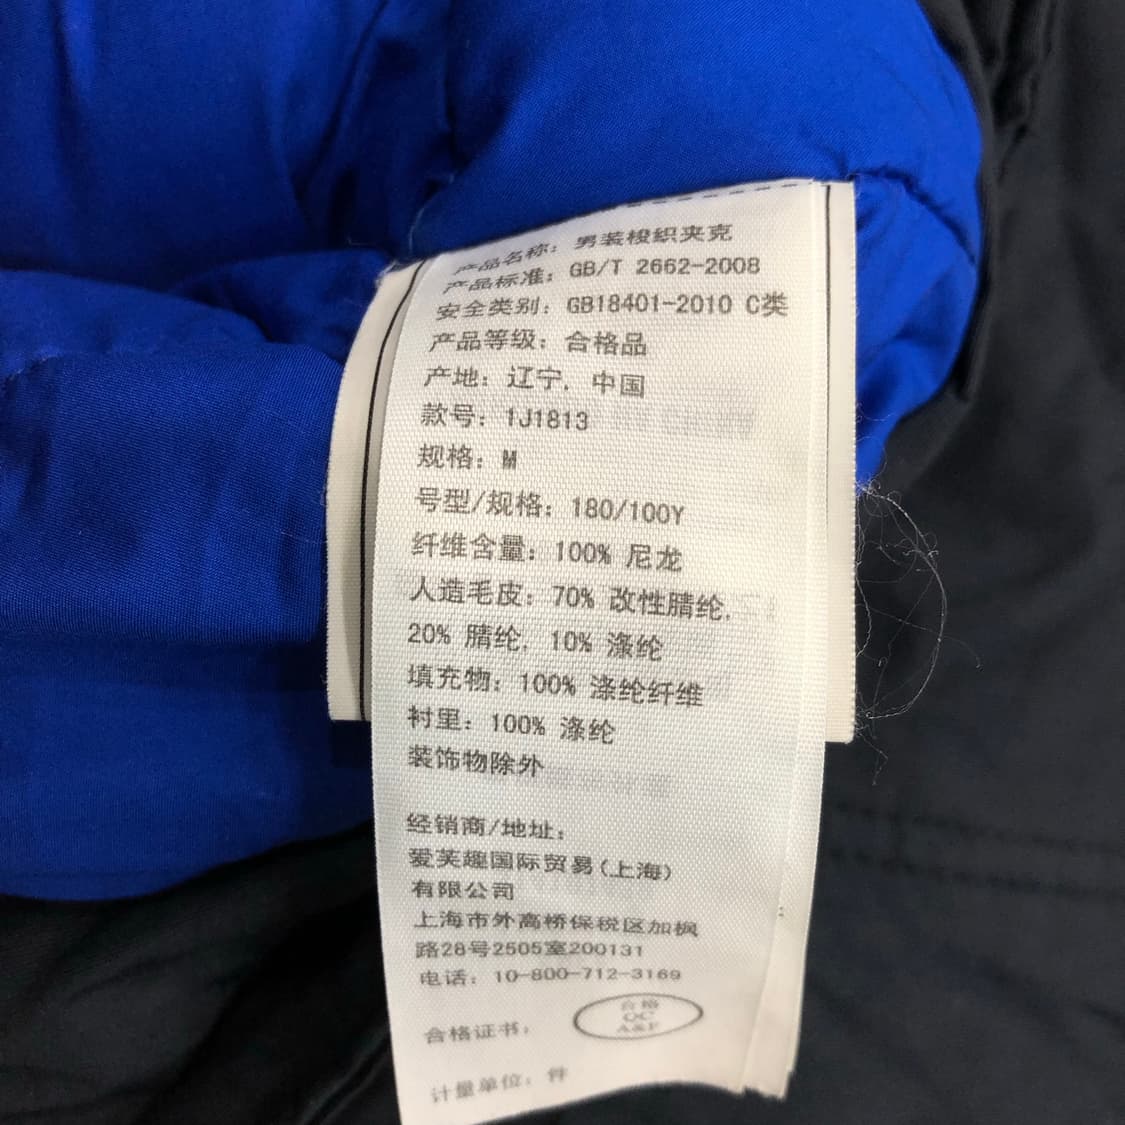 产品名称: 男装梭织夹克
产品标准: GB/T 2662-2008
安全类别: GB18401-2010 C类
产品等级: 合格品
产地: 辽宁, 中国
款号: 1J1813
规格: M
号型/规格: 180/100Y
纤维含量: 100% 尼龙
人造毛皮: 70% 改性腈纶,
20% 腈纶, 10% 涤纶
填充物: 100% 涤纶纤维
衬里: 100% 涤纶
装饰物除外
经销商/地址:
爱芙趣国际贸易(上海)
有限公司
上海市外高桥保税区加枫
路28号2505室200131
电话: 10-800-712-3169
合格证书:
合格
QC
A&F
计量单位: 件